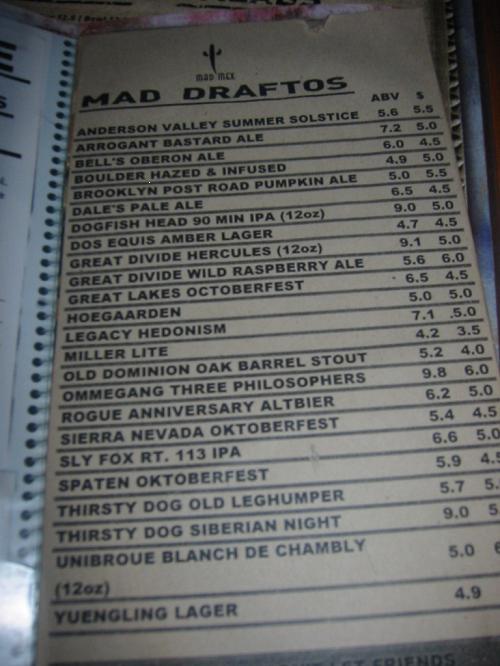 MAD MEX
MAD DRAFTOS ABV $
ANDERSON VALLEY SUMMER SOLSTICE 5.6 5.5
ARROGANT BASTARD ALE 7.2 5.0
BELL'S OBERON ALE 6.0 4.5
BOULDER HAZED & INFUSED 4.9 5.0
BROOKLYN POST ROAD PUMPKIN ALE 5.0 5.5
DALE'S PALE ALE 6.5 4.5
DOGFISH HEAD 90 MIN IPA (12oz) 9.0 5.0
DOS EQUIS AMBER LAGER 4.7 4.5
GREAT DIVIDE HERCULES (12oz) 9.1 5.0
GREAT DIVIDE WILD RASPBERRY ALE 5.6 6.0
GREAT LAKES OCTOBERFEST 6.5 4.5
HOEGAARDEN 5.0 5.0
LEGACY HEDONISM 7.1 5.0
MILLER LITE 4.2 3.5
OLD DOMINION OAK BARREL STOUT 5.2 4.0
OMMEGANG THREE PHILOSOPHERS 9.8 6.0
ROGUE ANNIVERSARY ALTBIER 6.2 5.0
SIERRA NEVADA OKTOBERFEST 5.4 4.5
SLY FOX RT. 113 IPA 6.6 5.0
SPATEN OKTOBERFEST 5.9 4.5
THIRSTY DOG OLD LEGHUMPER 5.7 5.
THIRSTY DOG SIBERIAN NIGHT 9.0 5
UNIBROUE BLANCH DE CHAMBLY 5.0 6
(12oz)
YUENGLING LAGER 4.9
FRIENDS